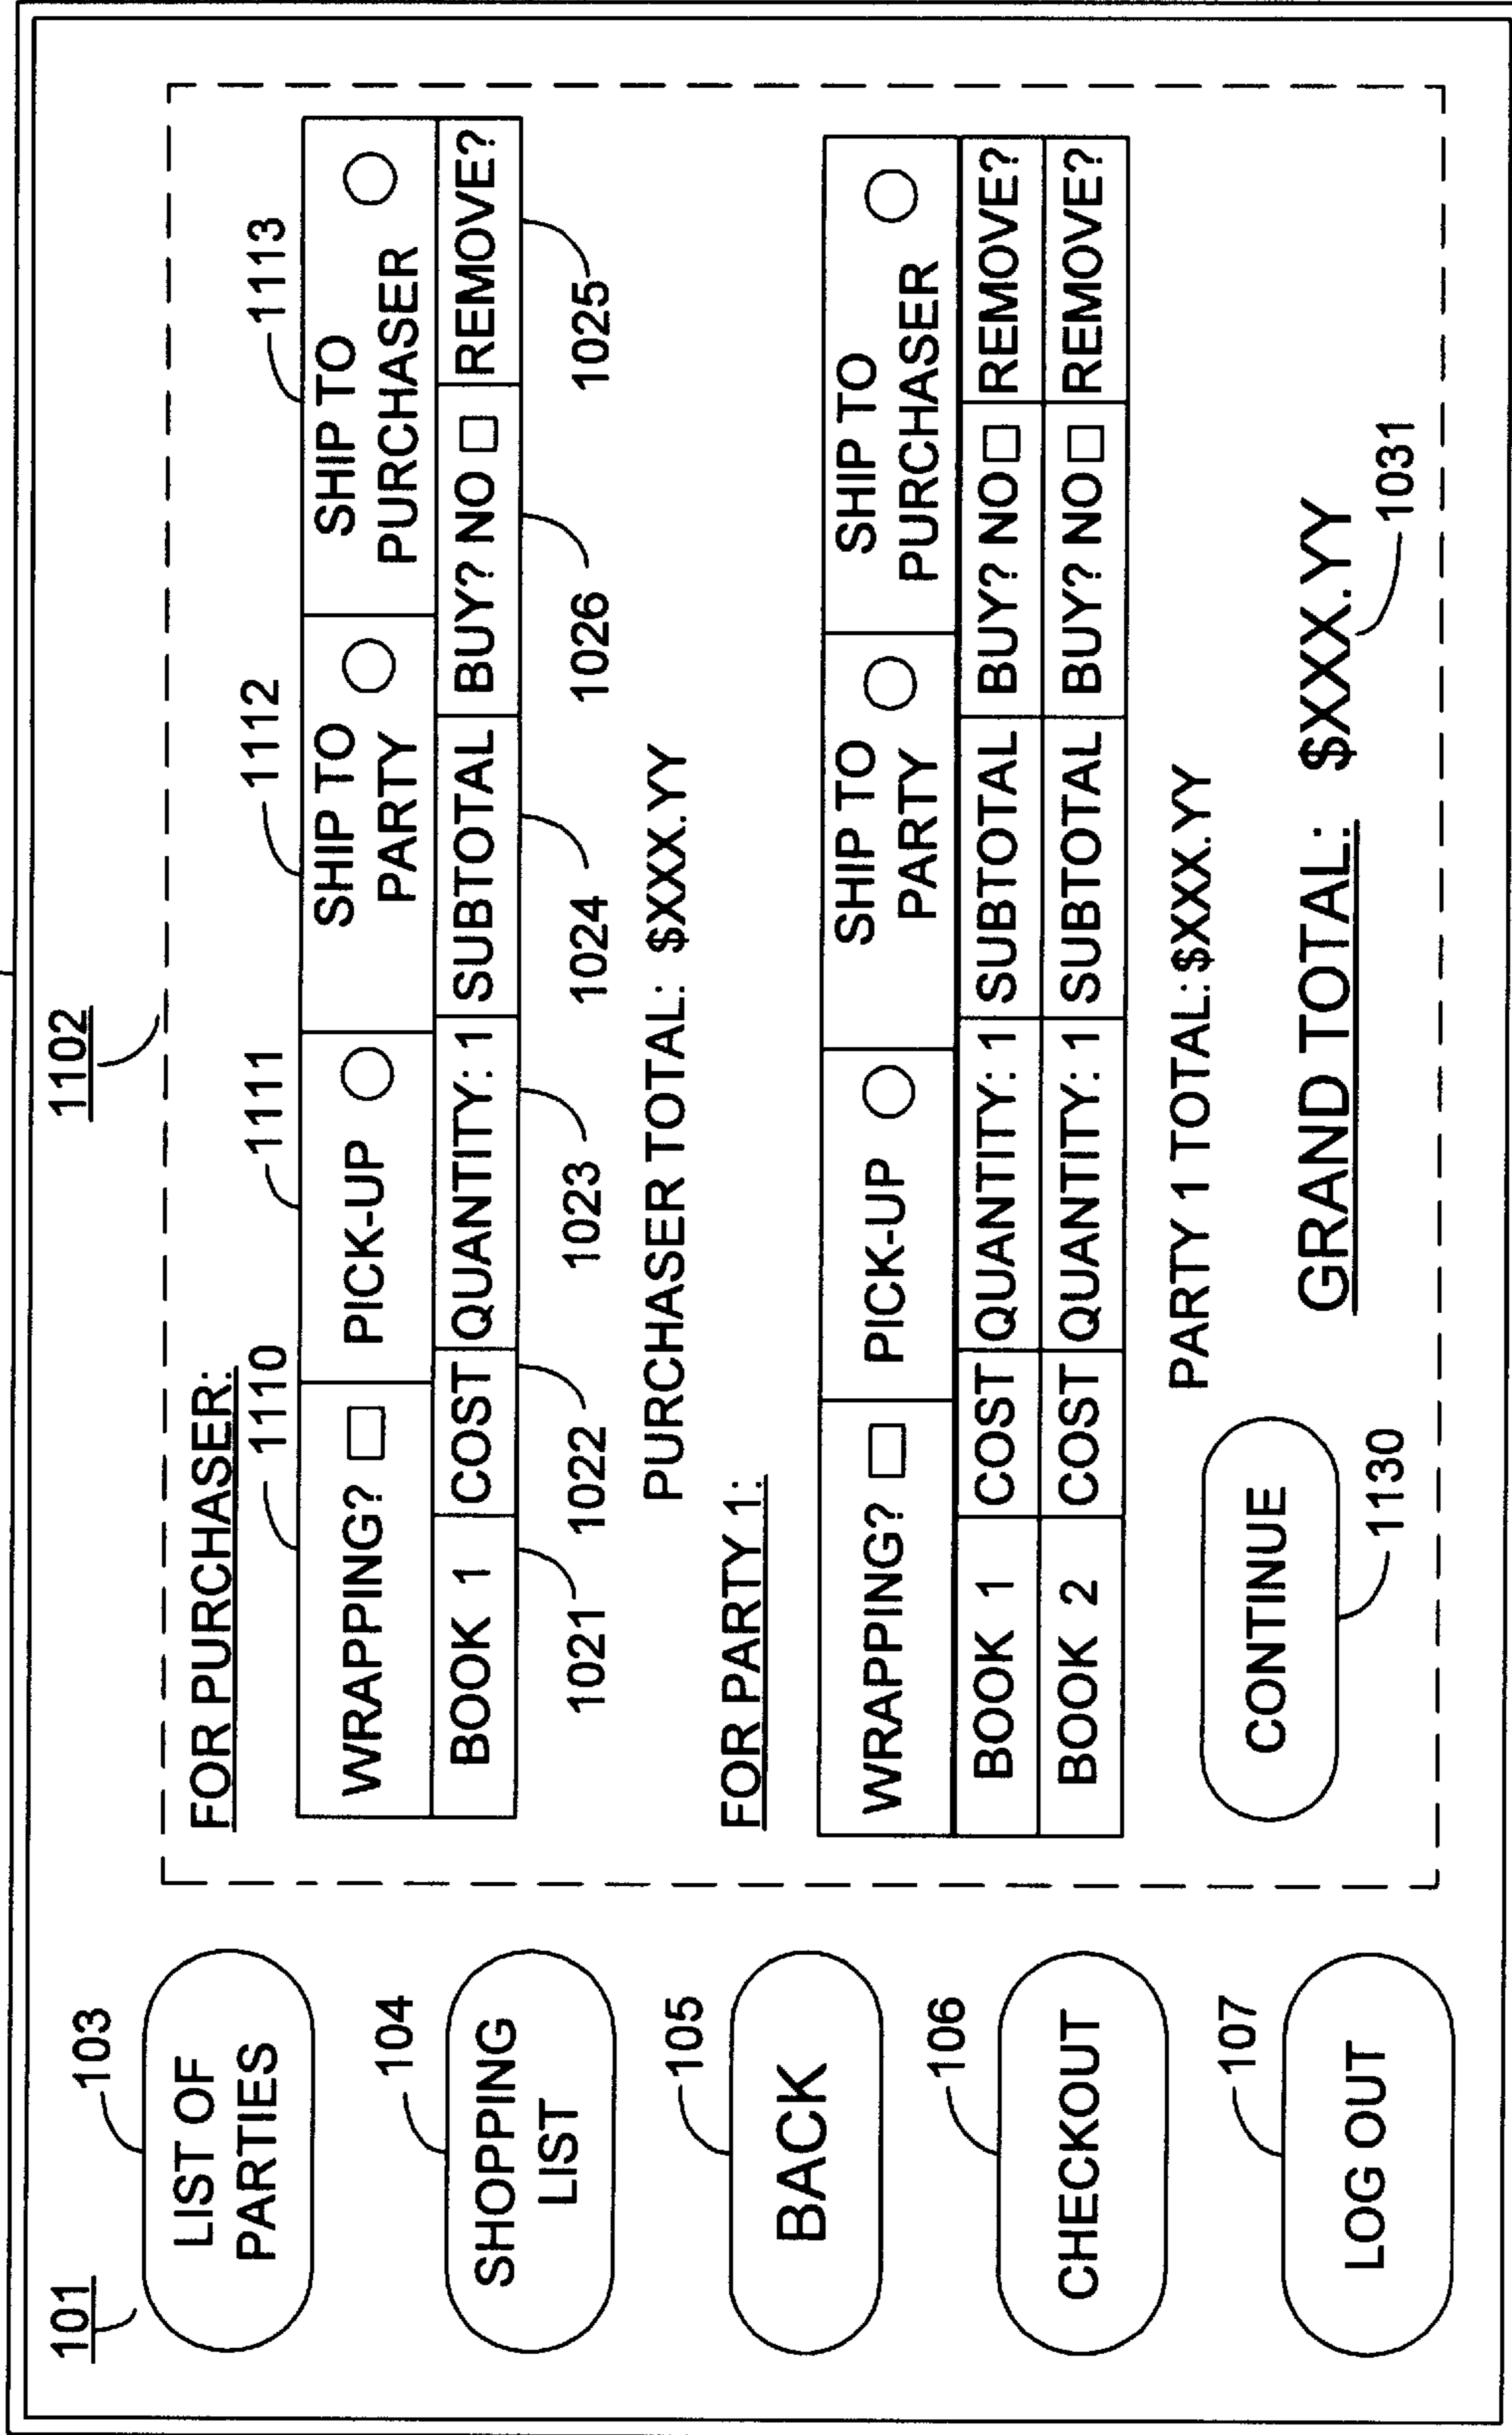 101
1102
103
LIST OF
PARTIES
104
SHOPPING
LIST
105
BACK
106
CHECKOUT
107
LOG OUT
FOR PURCHASER:
1110
1111
1112
1113
WRAPPING?
PICK-UP
SHIP TO
PARTY
SHIP TO
PURCHASER
BOOK 1 COST QUANTITY: 1 SUBTOTAL BUY? NO REMOVE?
1021 1022 1023 1024 1026 1025
PURCHASER TOTAL: $XXX.YY
FOR PARTY 1:
WRAPPING?
PICK-UP
SHIP TO
PARTY
SHIP TO
PURCHASER
BOOK 1 COST QUANTITY: 1 SUBTOTAL BUY? NO REMOVE?
BOOK 2 COST QUANTITY: 1 SUBTOTAL BUY? NO REMOVE?
PARTY 1 TOTAL:$XXX.YY
CONTINUE
1130
GRAND TOTAL: $XXX.YY
1031